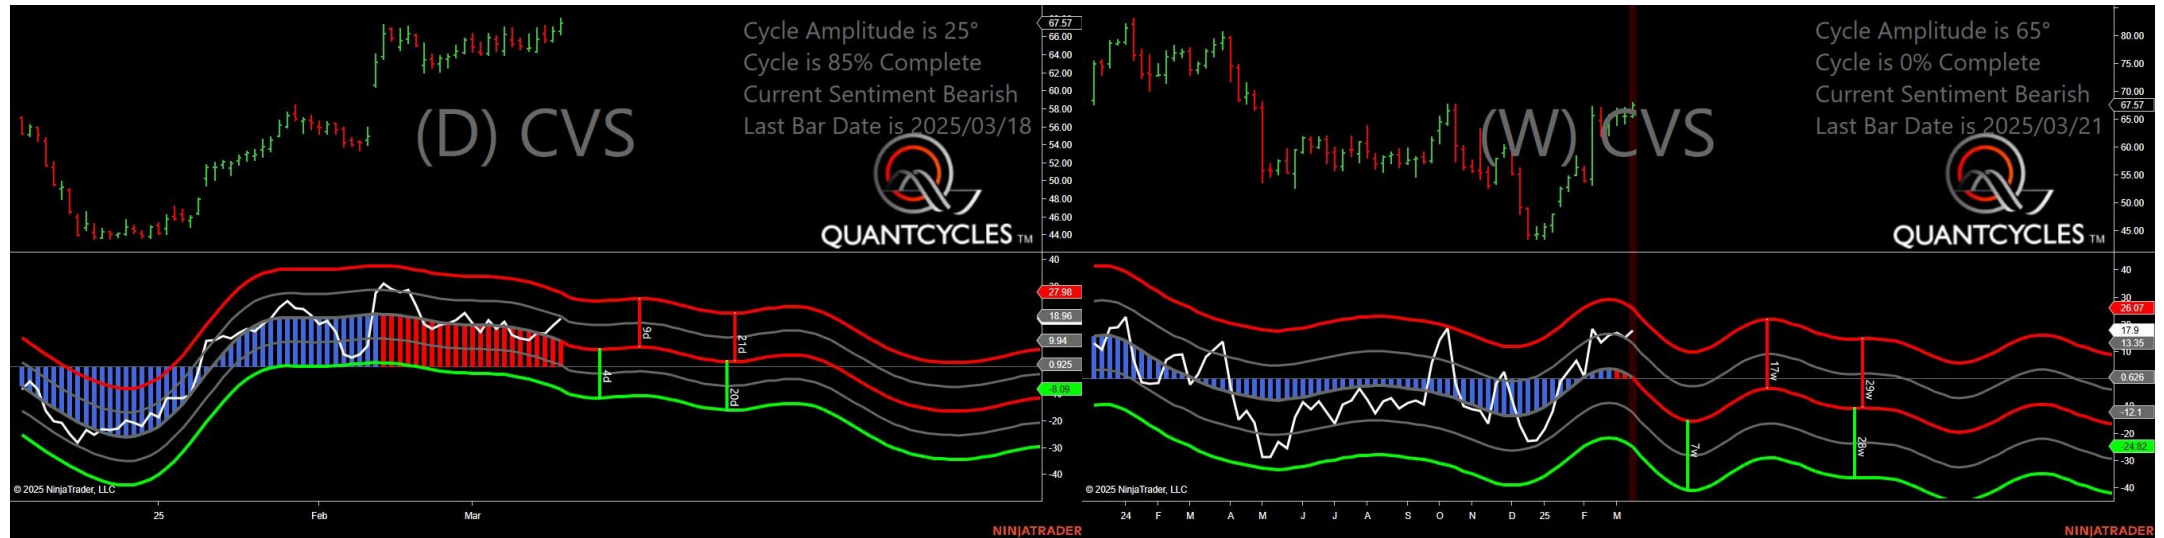 Cycle Amplitude is 25°
Cycle is 85% Complete
Current Sentiment Bearish
Last Bar Date is 2025/03/18
(D) CVS
QUANTCYCLES TM
67.57
66.00
64.00
62.00
60.00
58.00
56.00
54.00
52.00
50.00
48.00
46.00
44.00
40
27.98
18.96
9.94
0.925
-8.09
-20
-30
-40
9d
21d
4d
20d
© 2025 NinjaTrader, LLC
25 Feb Mar
NINJATRADER
Cycle Amplitude is 65°
Cycle is 0% Complete
Current Sentiment Bearish
Last Bar Date is 2025/03/21
(W) CVS
QUANTCYCLES TM
80.00
75.00
70.00
67.57
65.00
60.00
55.00
50.00
45.00
40
30
26.07
17.9
13.35
10
0.626
-12.1
-20
-24.82
-30
-40
17w
29w
7w
28w
© 2025 NinjaTrader, LLC
24 F M A M J J A S O N D 25 F M
NINJATRADER